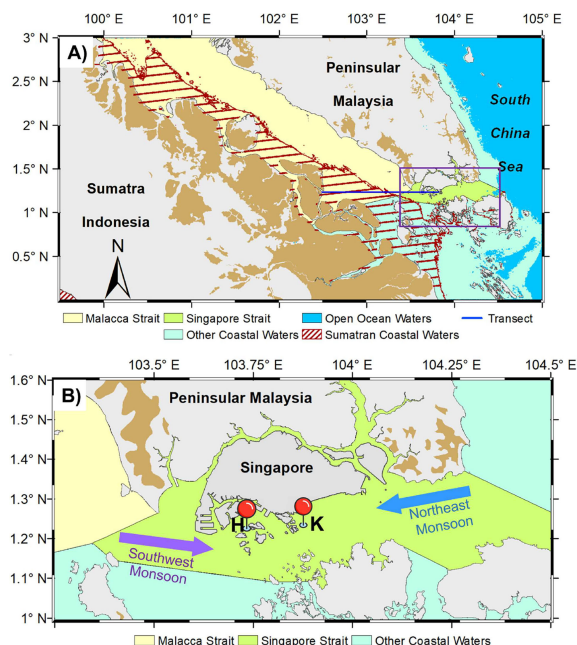 100° E 101° E 102° E 103° E 104° E 105° E
3° N
A)
Peninsular
Malaysia
2.5° N
South
China
Sea
2° N
1.5° N
Sumatra
Indonesia
1° N
N
0.5° N
Malacca Strait Singapore Strait Open Ocean Waters Transect
Other Coastal Waters Sumatran Coastal Waters
103.5° E 103.75° E 104° E 104.25° E 104.5° E
1.6° N
B)
Peninsular Malaysia
1.5° N
1.4° N
Singapore
1.3° N
H K
Northeast
Monsoon
1.2° N
Southwest
Monsoon
1.1° N
1° N
Malacca Strait Singapore Strait Other Coastal Waters